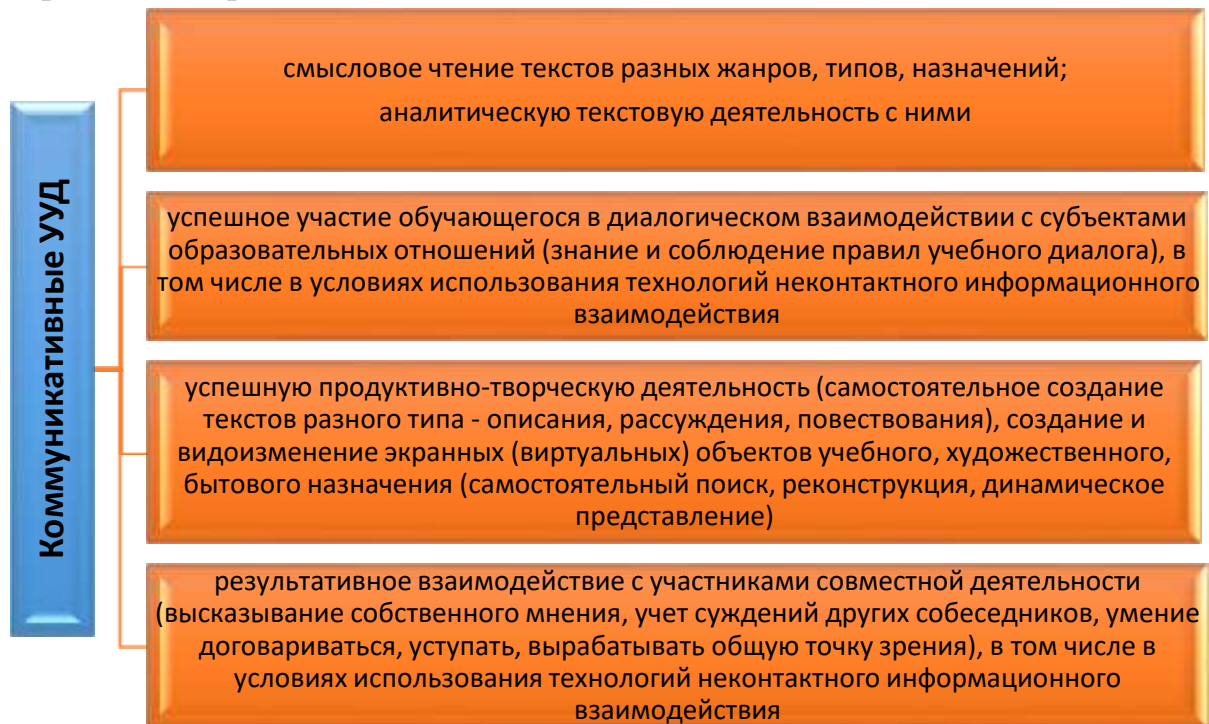 Коммуникативные УУД
смысловое чтение текстов разных жанров, типов, назначений;
аналитическую текстовую деятельность с ними
успешное участие обучающегося в диалогическом взаимодействии с субъектами
образовательных отношений (знание и соблюдение правил учебного диалога), в
том числе в условиях использования технологий неконтактного информационного
взаимодействия
успешную продуктивно-творческую деятельность (самостоятельное создание
текстов разного типа - описания, рассуждения, повествования), создание и
видоизменение экранных (виртуальных) объектов учебного, художественного,
бытового назначения (самостоятельный поиск, реконструкция, динамическое
представление)
результативное взаимодействие с участниками совместной деятельности
(высказывание собственного мнения, учет суждений других собеседников, умение
договариваться, уступать, вырабатывать общую точку зрения), в том числе в
условиях использования технологий неконтактного информационного
взаимодействия